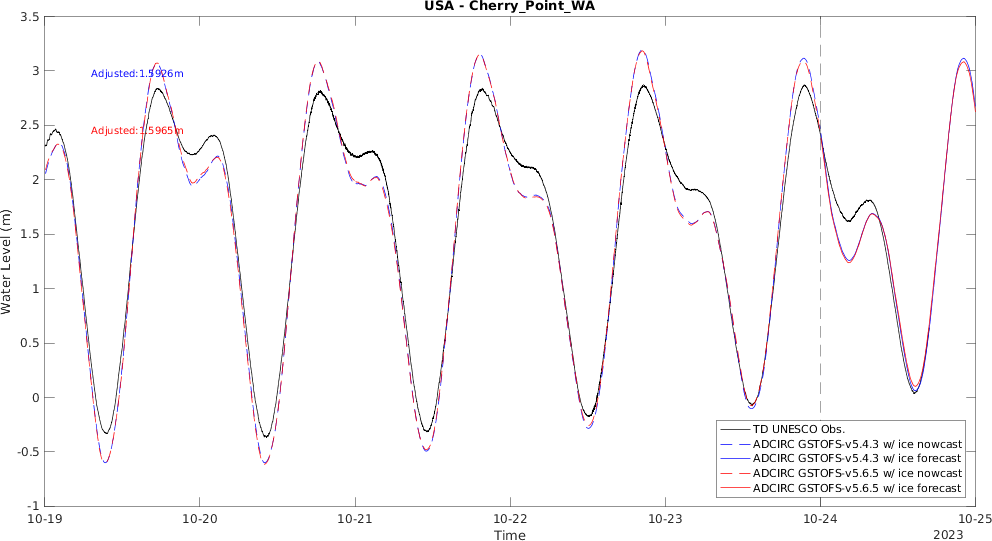 USA - Cherry_Point_WA
3.5
3
2.5
2
1.5
1
0.5
0
-0.5
-1
Water Level (m)
Adjusted:1.5926m
Adjusted:1.5965m
TD UNESCO Obs.
ADCIRC GSTOFS-v5.4.3 w/ ice nowcast
ADCIRC GSTOFS-v5.4.3 w/ ice forecast
ADCIRC GSTOFS-v5.6.5 w/ ice nowcast
ADCIRC GSTOFS-v5.6.5 w/ ice forecast
10-19 10-20 10-21 10-22 10-23 10-24 10-25
Time
2023